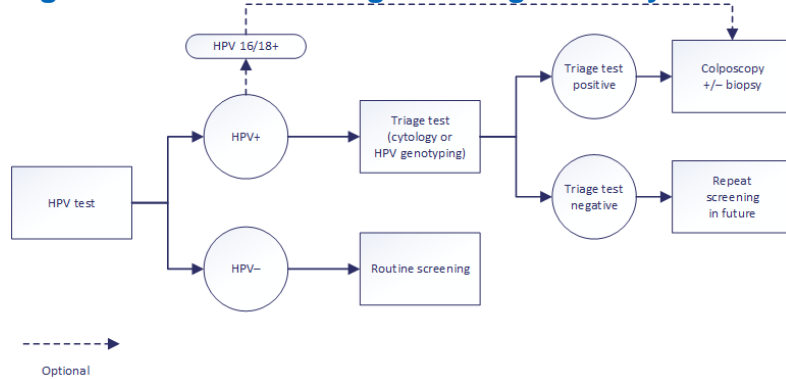 HPV 16/18+
Triage test
positive
Colposcopy
+/− biopsy
HPV+
Triage test
(cytology or
HPV genotyping)
HPV test
Triage test
negative
Repeat
screening
in future
HPV−
Routine screening
Optional